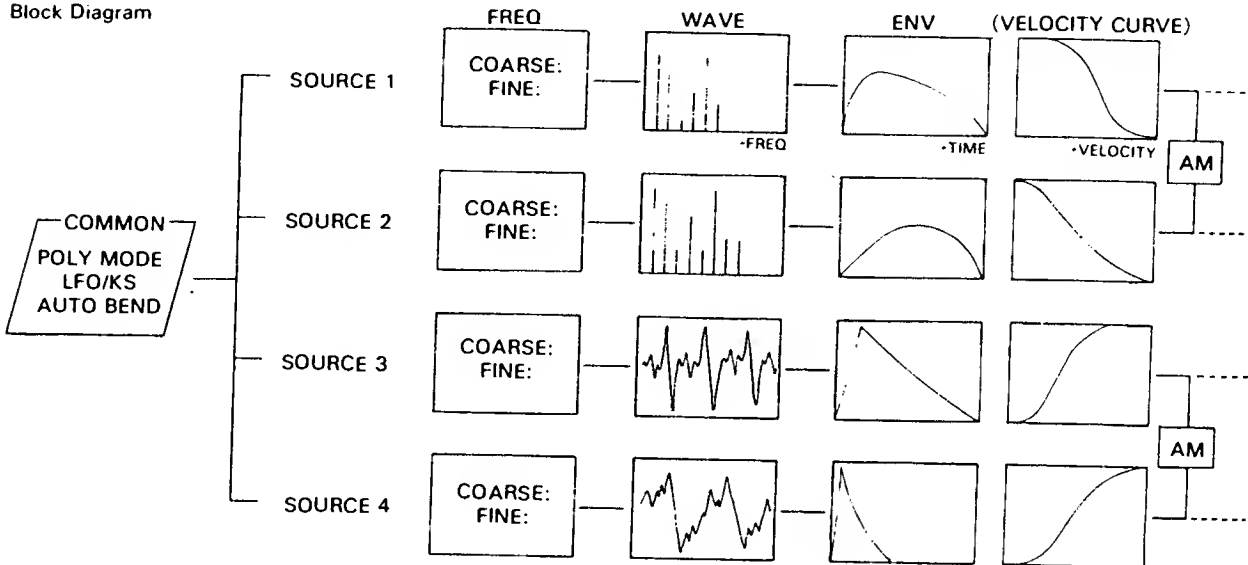 Block Diagram
FREQ WAVE ENV (VELOCITY CURVE)
SOURCE 1
COARSE:
FINE:
-FREQ
-TIME
-VELOCITY
AM
SOURCE 2
COARSE:
FINE:
COMMON
POLY MODE
LFO/KS
AUTO BEND
SOURCE 3
COARSE:
FINE:
AM
SOURCE 4
COARSE:
FINE: